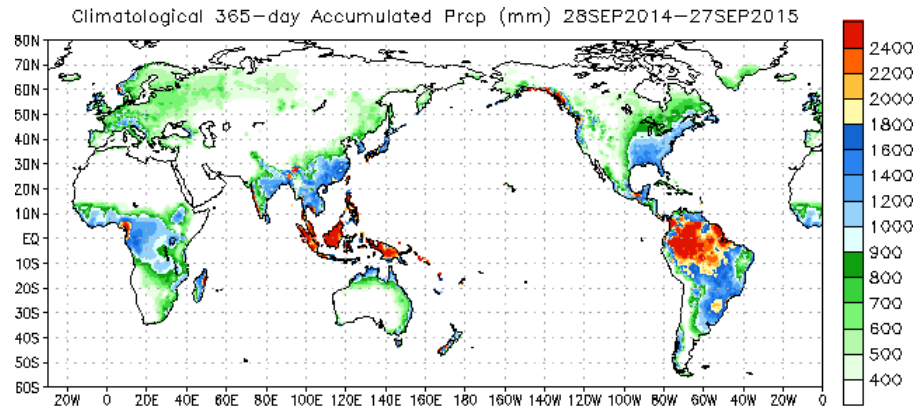 Climatological 365-day Accumulated Prcp (mm) 28SEP2014-27SEP2015
80N
70N
60N
50N
40N
30N
20N
10N
EQ
10S
20S
30S
40S
50S
60S
20W 0 20E 40E 60E 80E 100E 120E 140E 160E 180 160W 140W 120W 100W 80W 60W 40W 20W 0
2400
2200
2000
1800
1600
1400
1200
1000
900
800
700
600
500
400